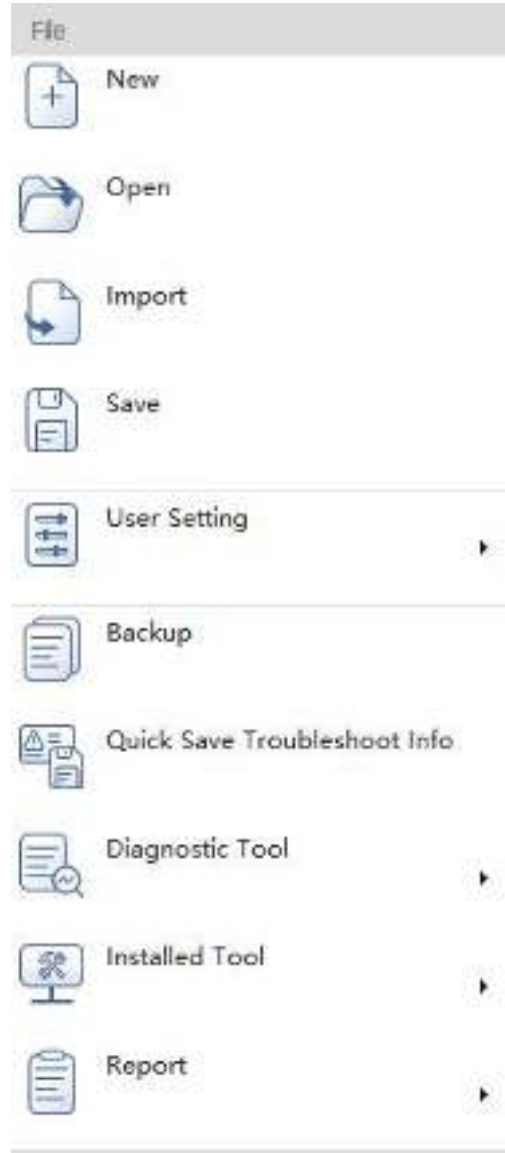 File
New
Open
Import
Save
User Setting
Backup
Quick Save Troubleshoot Info
Diagnostic Tool
Installed Tool
Report